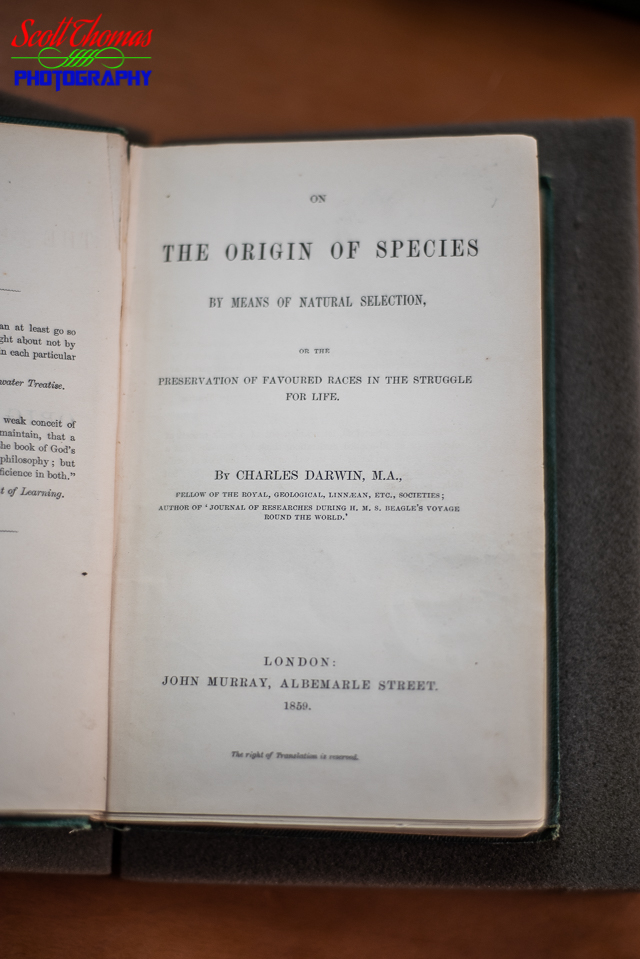 Scott Thomas
PHOTOGRAPHY
an at least go so
ght about not by
n each particular
water Treatise.
weak conceit of
maintain, that a
he book of God's
philosophy; but
ficience in both."
t of Learning.
ON
THE ORIGIN OF SPECIES
BY MEANS OF NATURAL SELECTION,
OR THE
PRESERVATION OF FAVOURED RACES IN THE STRUGGLE
FOR LIFE.
BY CHARLES DARWIN, M.A.,
FELLOW OF THE ROYAL, GEOLOGICAL, LINNÆAN, ETC., SOCIETIES;
AUTHOR OF 'JOURNAL OF RESEARCHES DURING H. M. S. BEAGLE'S VOYAGE
ROUND THE WORLD.'
LONDON:
JOHN MURRAY, ALBEMARLE STREET.
1859.
The right of Translation is reserved.